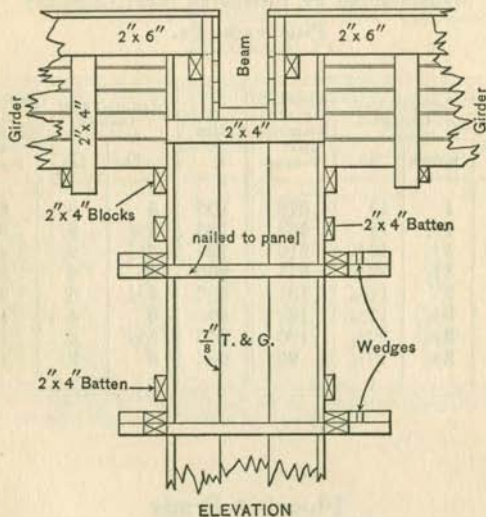 2"x 6"
Beam
2"x 6"
Girder
2"x 4"
2"x 4"
Girder
2"x 4" Blocks
2"x 4" Batten
nailed to panel
7/8" T. & G.
Wedges
2"x 4" Batten
ELEVATION